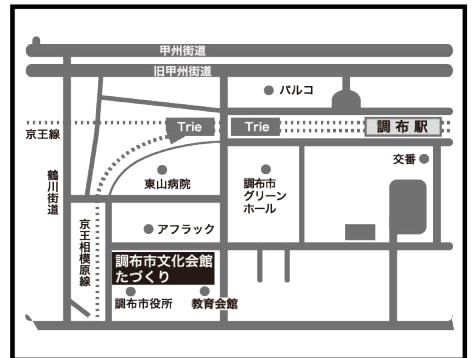 甲州街道
旧甲州街道
パルコ
Trie
Trie
調布駅
京王線
交番
鶴川街道
東山病院
調布市
グリーン
ホール
京王相模原線
アフラック
調布市文化会館
たづくり
調布市役所
教育会館